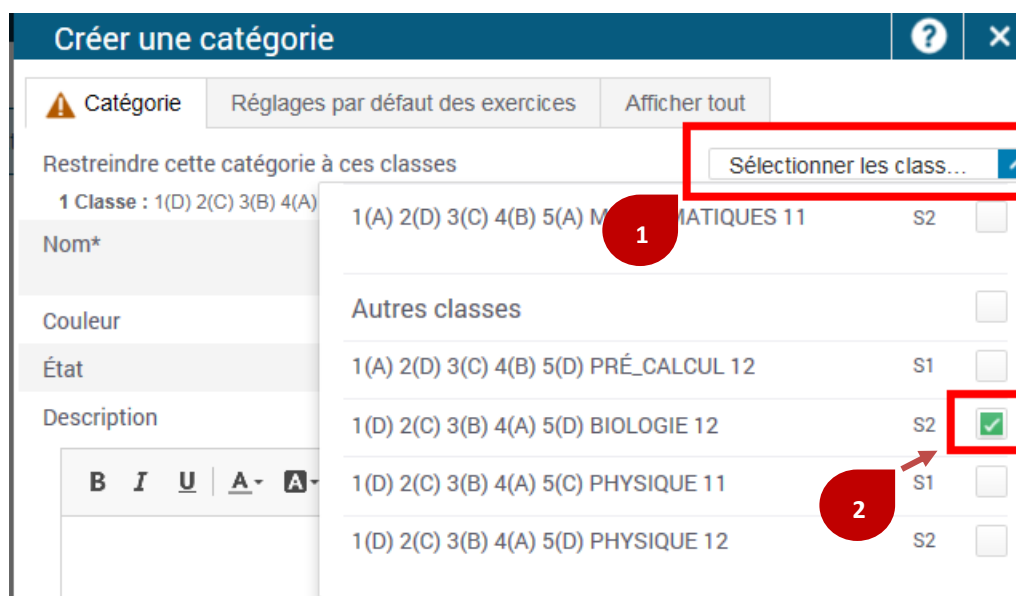 Créer une catégorie ?
Catégorie Réglages par défaut des exercices Afficher tout
Restreindre cette catégorie à ces classes Sélectionner les class...
1 Classe : 1(D) 2(C) 3(B) 4(A)
1(A) 2(D) 3(C) 4(B) 5(A) M ATIQUES 11 S2
1
Nom*
Autres classes
Couleur
État
1(A) 2(D) 3(C) 4(B) 5(D) PRÉ_CALCUL 12 S1
Description
1(D) 2(C) 3(B) 4(A) 5(D) BIOLOGIE 12 S2
B I U A A
1(D) 2(C) 3(B) 4(A) 5(C) PHYSIQUE 11 S1
2
1(D) 2(C) 3(B) 4(A) 5(D) PHYSIQUE 12 S2